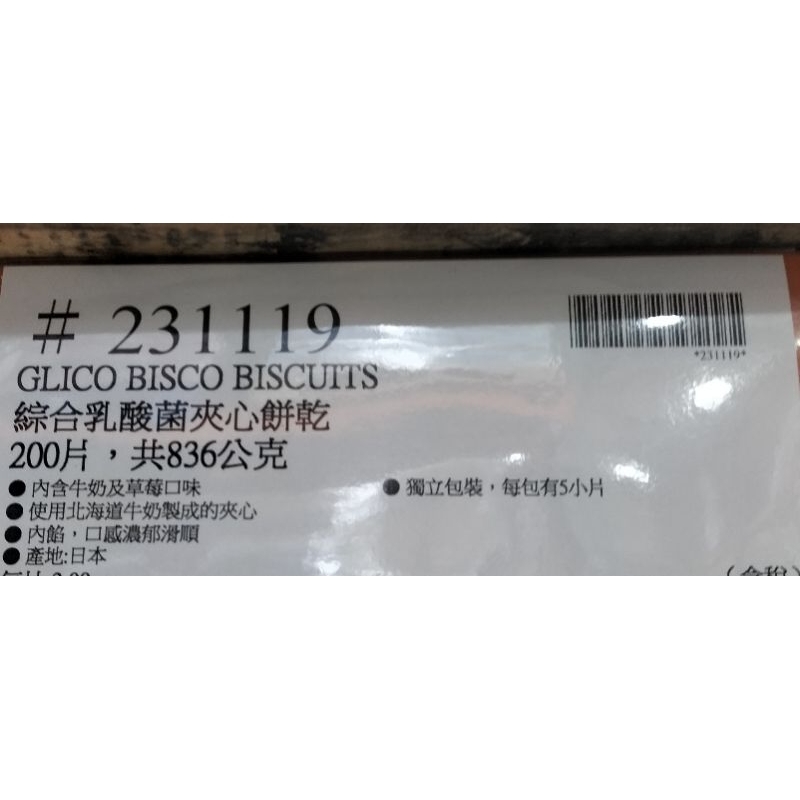 # 231119
*231119*
GLICO BISCO BISCUITS
綜合乳酸菌夾心餅乾
200片，共836公克
● 內含牛奶及草莓口味
● 獨立包裝，每包有5小片
● 使用北海道牛奶製成的夾心
● 內餡，口感濃郁滑順
● 產地:日本